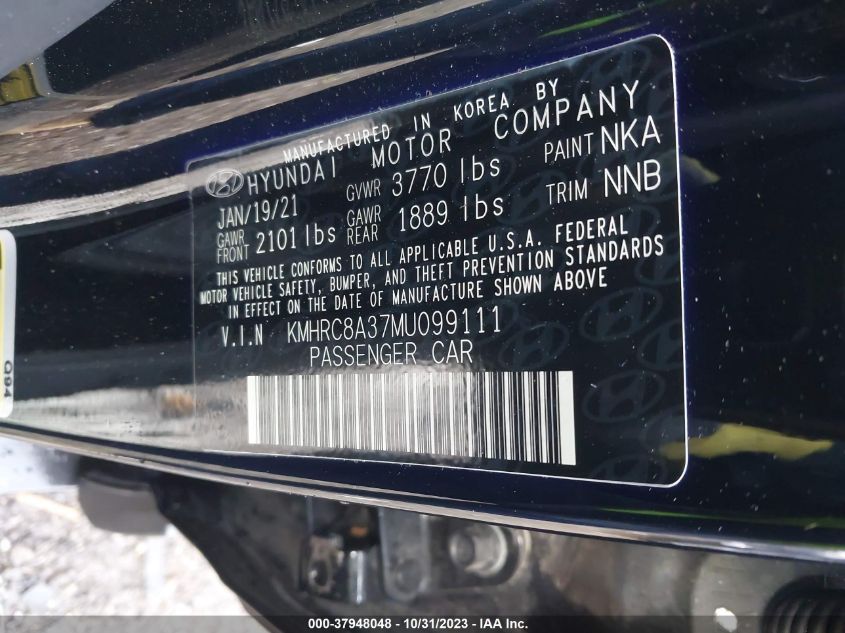 MANUFACTURED IN KOREA BY
HYUNDAI MOTOR COMPANY
JAN/19/21 GVWR 3770 lbs PAINT NKA
GAWR FRONT 2101 lbs GAWR REAR 1889 lbs TRIM NNB
THIS VEHICLE CONFORMS TO ALL APPLICABLE U.S.A. FEDERAL
MOTOR VEHICLE SAFETY, BUMPER, AND THEFT PREVENTION STANDARDS
IN EFFECT ON THE DATE OF MANUFACTURE SHOWN ABOVE
V.I.N KMHRC8A37MU099111
PASSENGER CAR
Q94
000-37948048 - 10/31/2023 - IAA Inc.